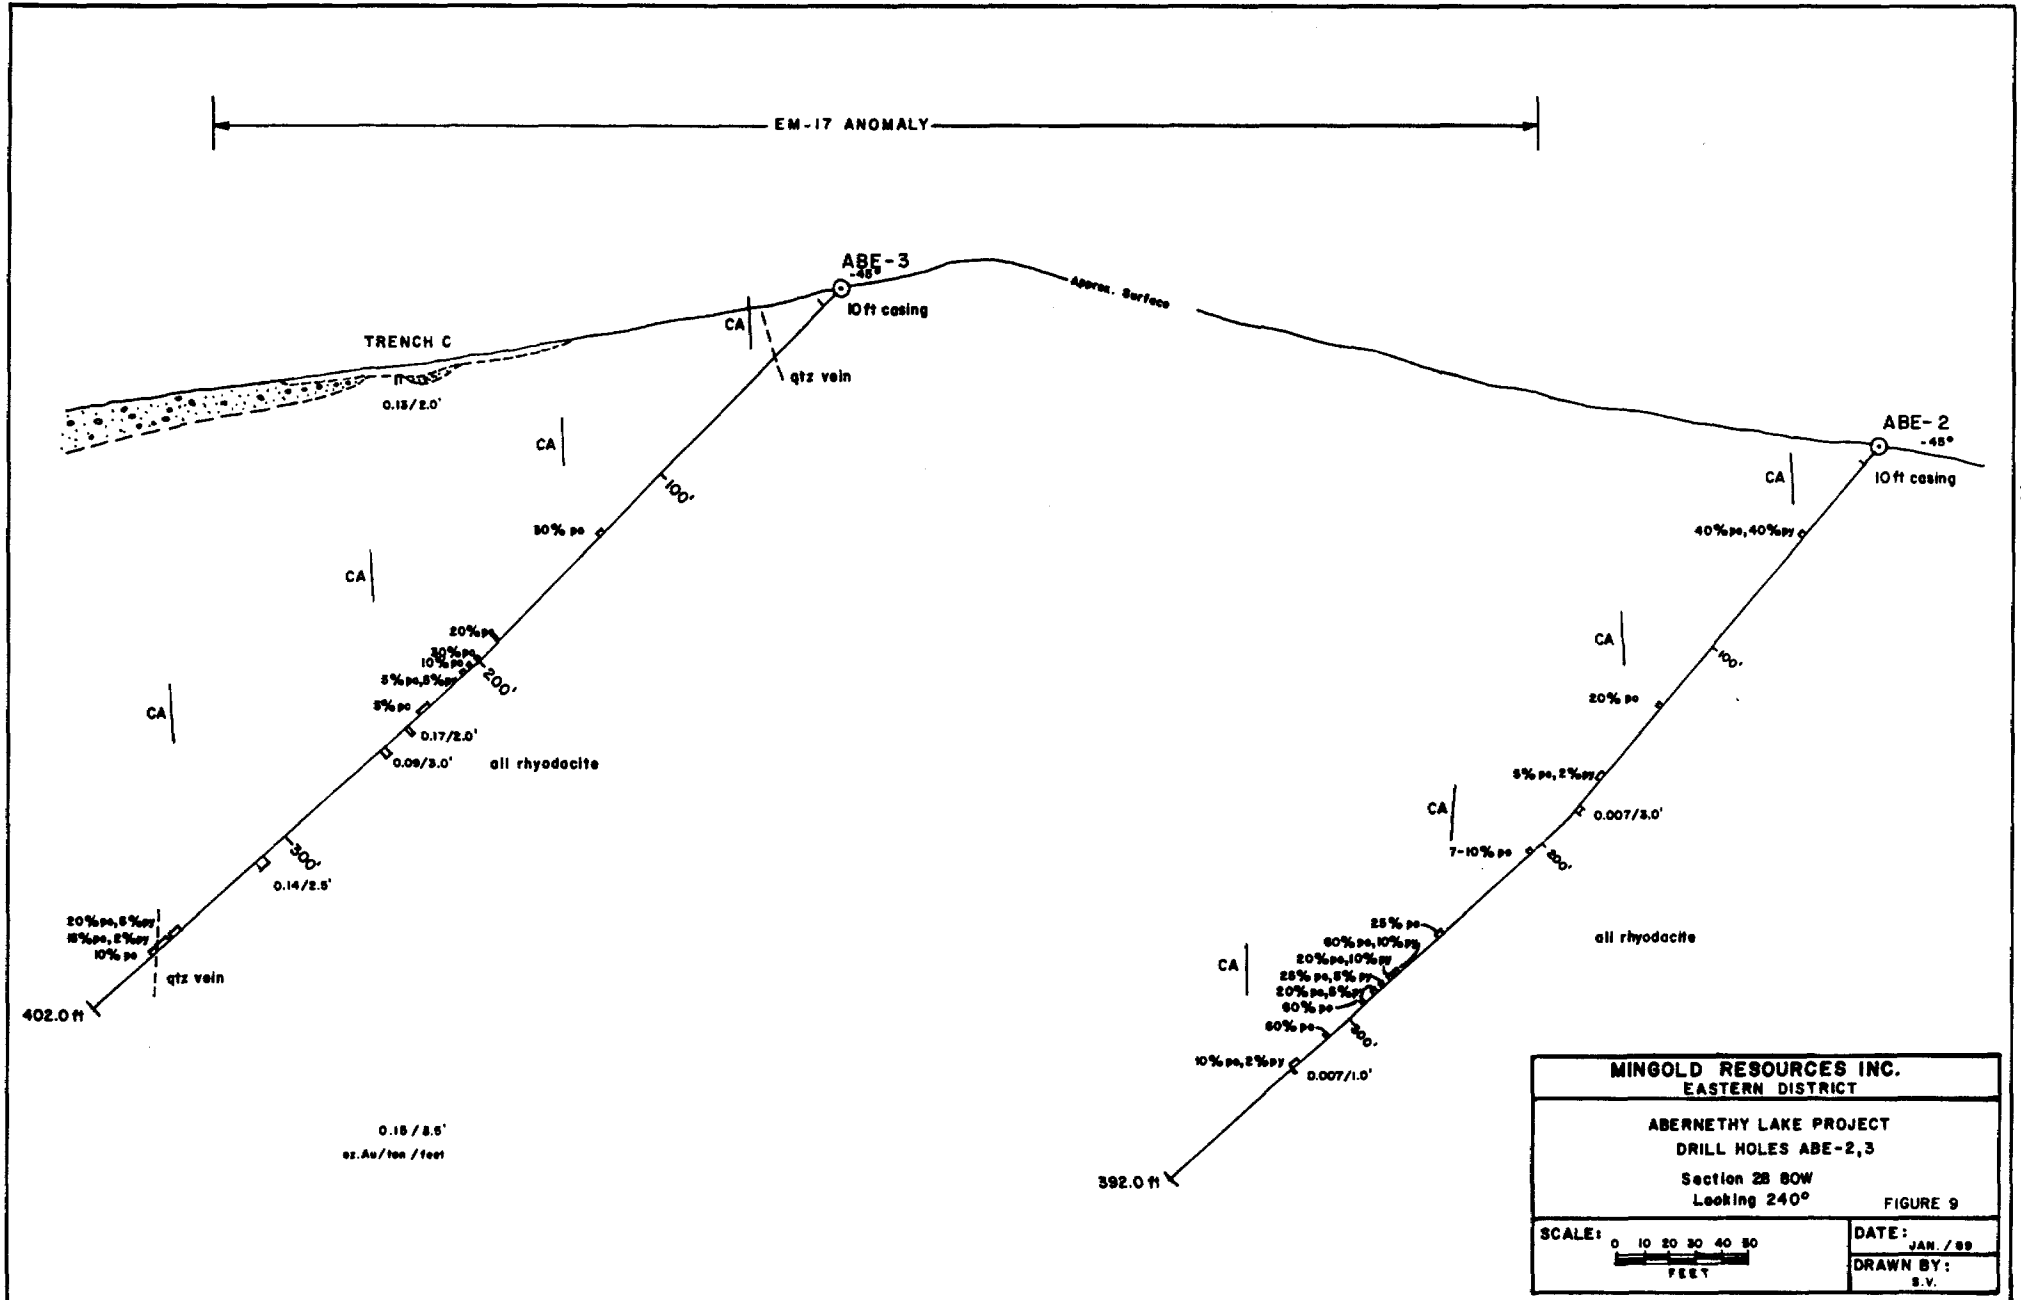 EM-17 ANOMALY
ABE-3
-45°
10 ft casing
Approx. Surface
CA
qtz vein
TRENCH C
0.13/2.0'
ABE-2
-45°
10 ft casing
CA
CA
100'
30% po
40% po, 40% py
CA
CA
100'
20% po
30% po
10% po
5% po, 5% py
200'
5% po
20% po
CA
0.17/2.0'
0.09/3.0'
all rhyodacite
5% po, 2% py
0.007/3.0'
CA
7-10% po
200'
300'
0.14/2.5'
20% po, 5% py
15% po, 2% py
10% po
qtz vein
402.0 ft
25% po
60% po, 10% py
20% po, 10% py
25% po, 5% py
20% po, 5% py
60% po
CA
all rhyodacite
60% po
300'
10% po, 2% py
0.007/1.0'
392.0 ft
0.15 / 3.5'
oz. Au/ton / feet
MINGOLD RESOURCES INC.
EASTERN DISTRICT
ABERNETHY LAKE PROJECT
DRILL HOLES ABE-2,3
Section 28 80W
Looking 240°
FIGURE 9
SCALE:
0 10 20 30 40 50
FEET
DATE:
JAN. / 89
DRAWN BY:
S.V.